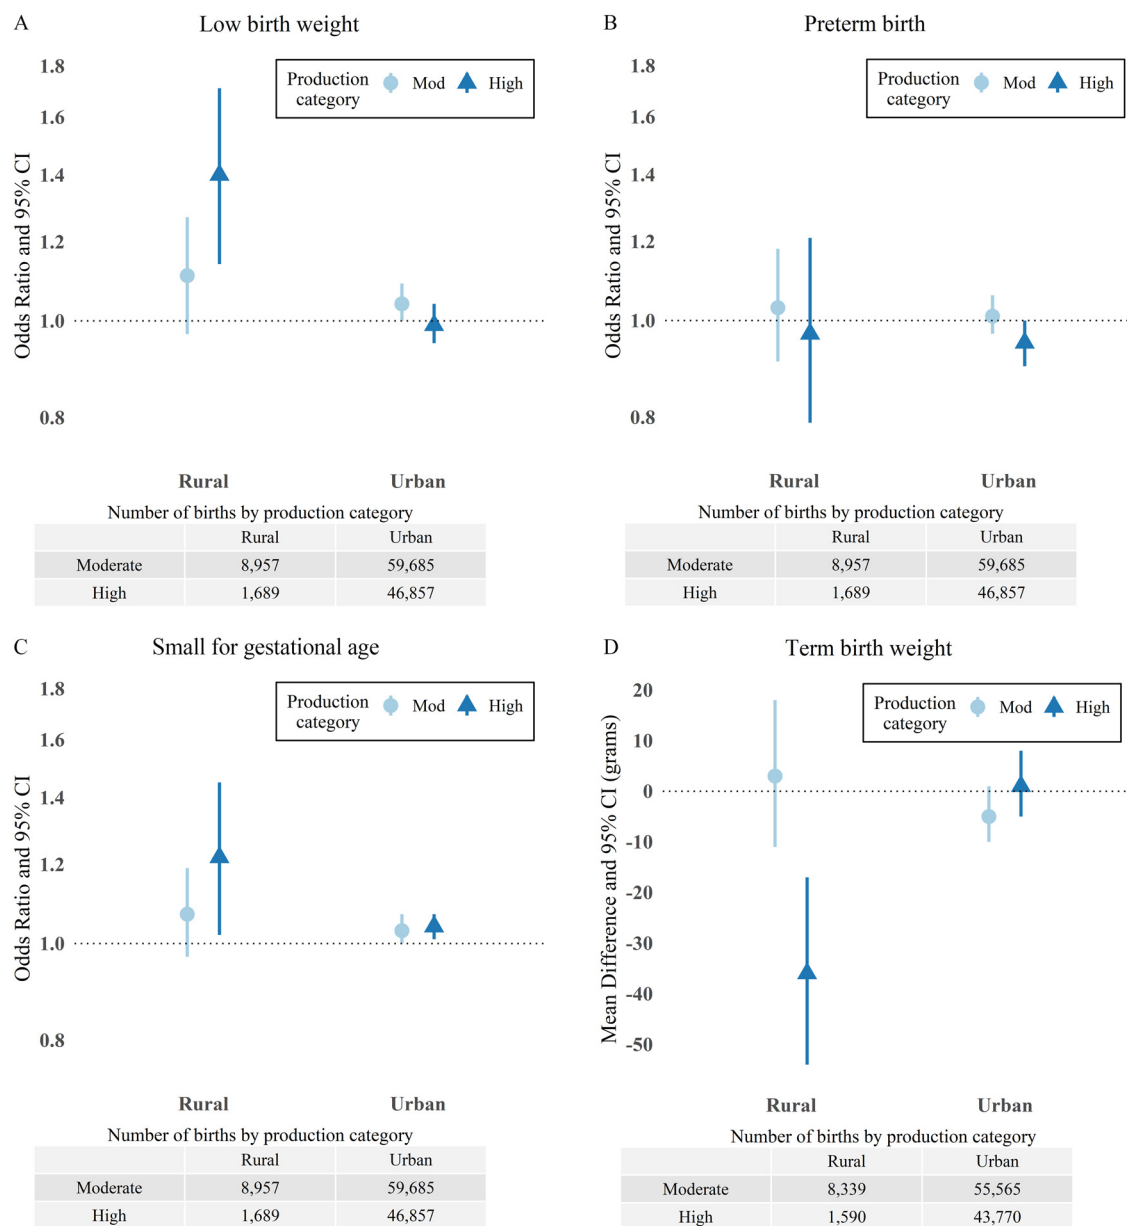 A
Low birth weight
Production category
Mod
High
Odds Ratio and 95% CI
1.8
1.6
1.4
1.2
1.0
0.8
Rural
Urban
Number of births by production category
Rural Urban
Moderate 8,957 59,685
High 1,689 46,857
B
Preterm birth
Production category
Mod
High
Odds Ratio and 95% CI
1.8
1.6
1.4
1.2
1.0
0.8
Rural
Urban
Number of births by production category
Rural Urban
Moderate 8,957 59,685
High 1,689 46,857
C
Small for gestational age
Production category
Mod
High
Odds Ratio and 95% CI
1.8
1.6
1.4
1.2
1.0
0.8
Rural
Urban
Number of births by production category
Rural Urban
Moderate 8,957 59,685
High 1,689 46,857
D
Term birth weight
Production category
Mod
High
Mean Difference and 95% CI (grams)
20
10
0
-10
-20
-30
-40
-50
Rural
Urban
Number of births by production category
Rural Urban
Moderate 8,339 55,565
High 1,590 43,770